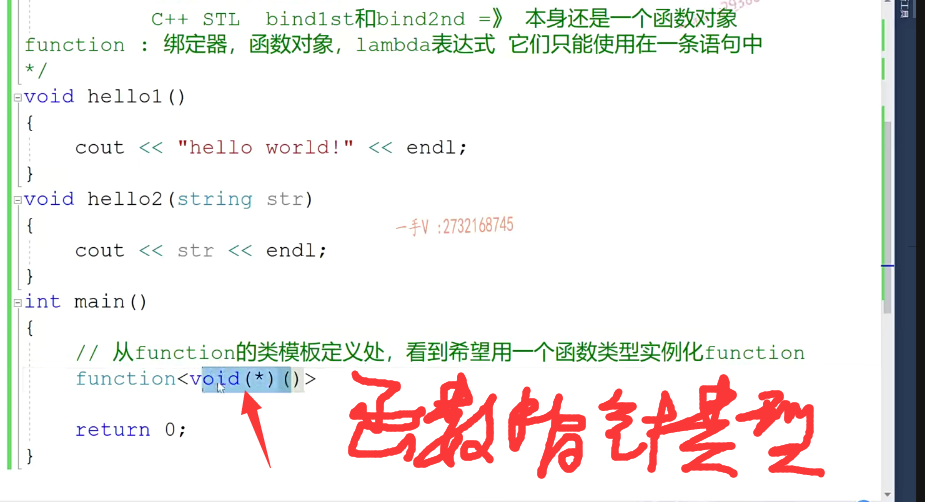 C++ STL bind1st和bind2nd =》 本身还是一个函数对象
function : 绑定器，函数对象，lambda表达式 它们只能使用在一条语句中
*/
void hello1()
{
cout << "hello world!" << endl;
}
void hello2(string str)
{
一手V :2732168745
cout << str << endl;
}
int main()
{
// 从function的类模板定义处，看到希望用一个函数类型实例化function
function<void(*)()>
函数指针类型
return 0;
}